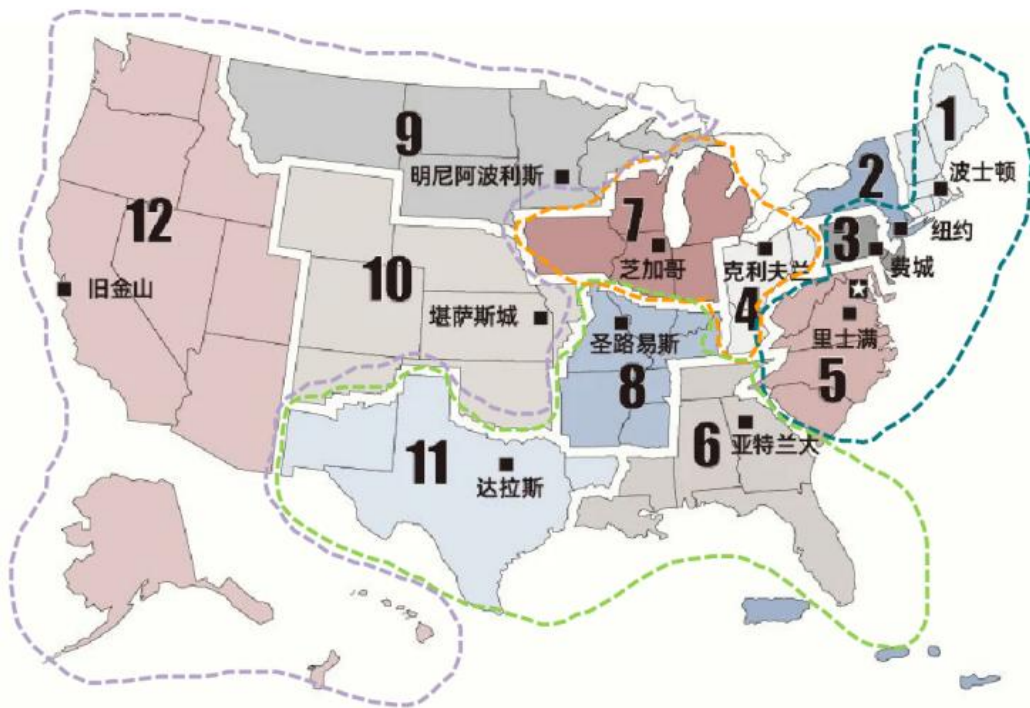 1
9
2
明尼阿波利斯
波士顿
12
7
3
纽约
10
芝加哥
克利夫兰
费城
旧金山
堪萨斯城
4
圣路易斯
里士满
8
5
6
亚特兰大
11
达拉斯